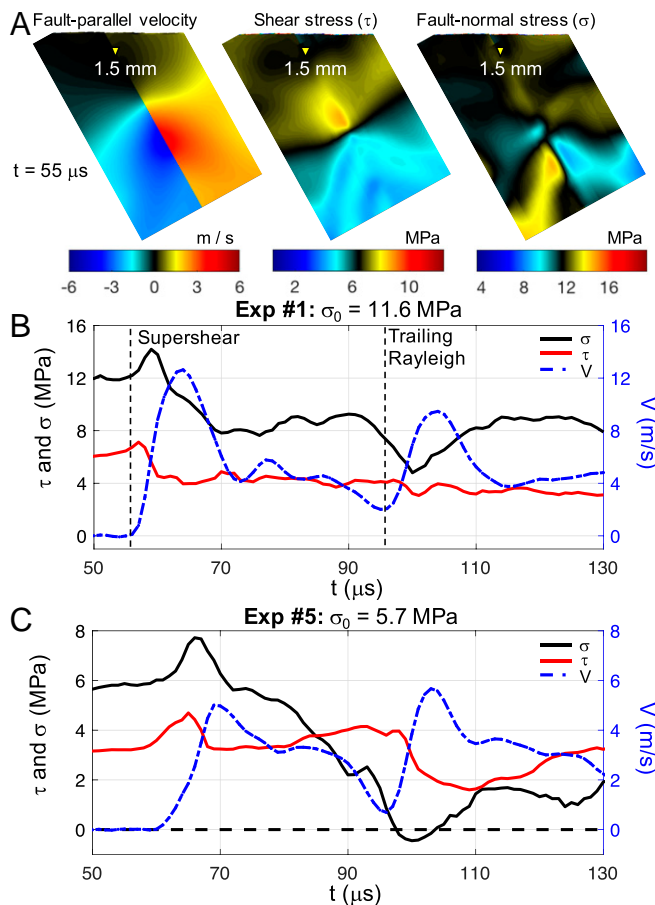 A
Fault-parallel velocity Shear stress (τ) Fault-normal stress (σ)
1.5 mm 1.5 mm 1.5 mm
t = 55 μs
m / s MPa MPa
-6 -3 0 3 6 2 6 10 4 8 12 16
B
Exp #1: σ0 = 11.6 MPa
Supershear
Trailing
Rayleigh
σ
τ
V
τ and σ (MPa)
16
12
8
4
0
V (m/s)
16
12
8
4
0
50 70 90 110 130
t (μs)
C
Exp #5: σ0 = 5.7 MPa
σ
τ
V
τ and σ (MPa)
8
6
4
2
0
V (m/s)
8
6
4
2
0
50 70 90 110 130
t (μs)